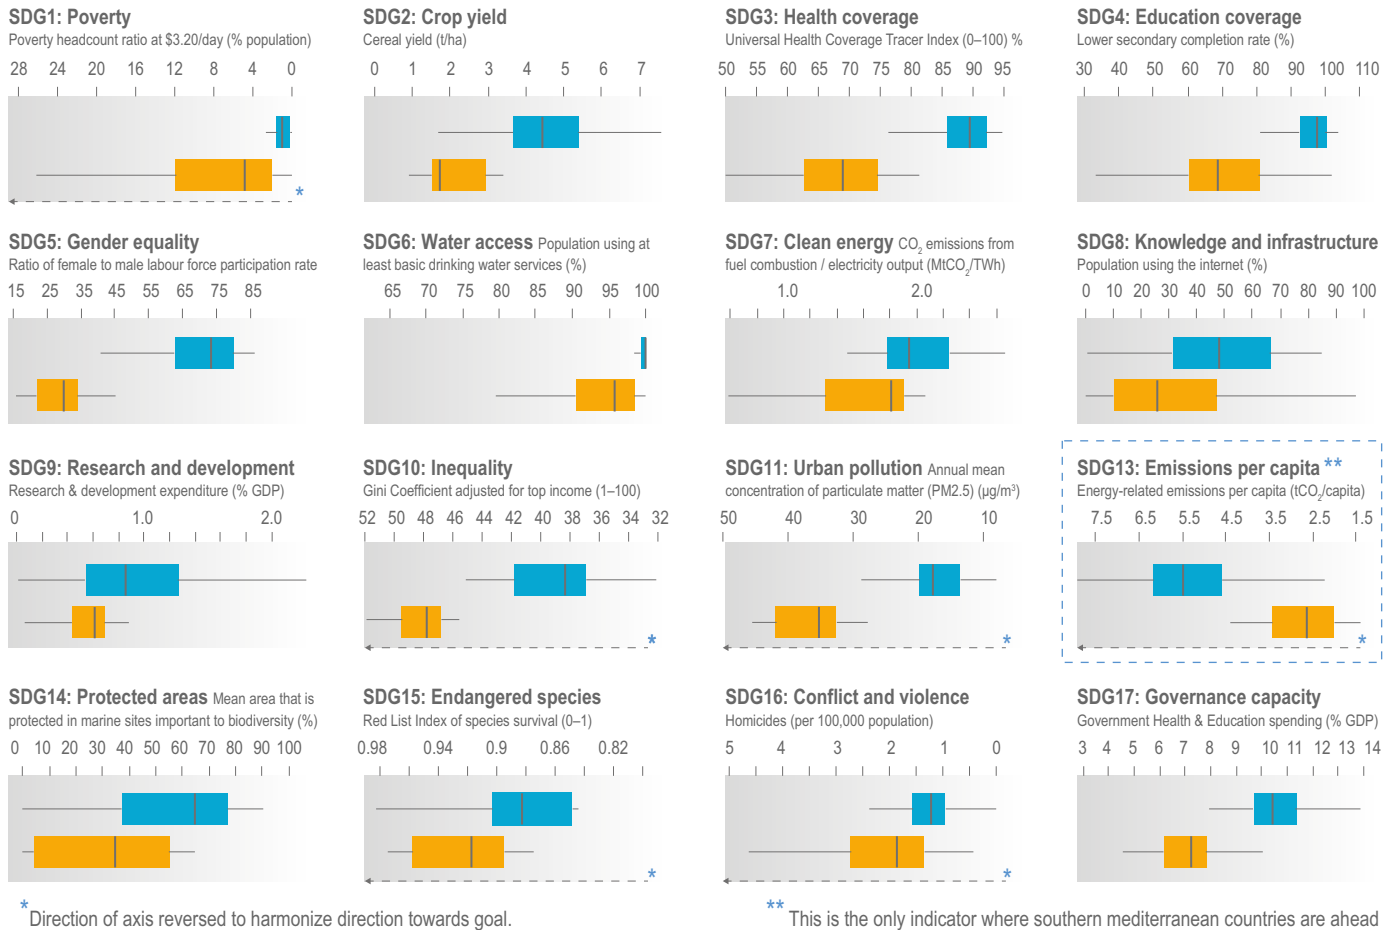 SDG1: Poverty
Poverty headcount ratio at $3.20/day (% population)
28 24 20 16 12 8 4 0
*
SDG2: Crop yield
Cereal yield (t/ha)
0 1 2 3 4 5 6 7
SDG3: Health coverage
Universal Health Coverage Tracer Index (0–100) %
50 55 60 65 70 75 80 85 90 95
SDG4: Education coverage
Lower secondary completion rate (%)
30 40 50 60 70 80 90 100 110
SDG5: Gender equality
Ratio of female to male labour force participation rate
15 25 35 45 55 65 75 85
SDG6: Water access Population using at
least basic drinking water services (%)
65 70 75 80 85 90 95 100
SDG7: Clean energy CO₂ emissions from
fuel combustion / electricity output (MtCO₂/TWh)
1.0 2.0
SDG8: Knowledge and infrastructure
Population using the internet (%)
0 10 20 30 40 50 60 70 80 90 100
SDG9: Research and development
Research & development expenditure (% GDP)
0 1.0 2.0
SDG10: Inequality
Gini Coefficient adjusted for top income (1–100)
52 50 48 46 44 42 40 38 36 34 32
*
SDG11: Urban pollution Annual mean
concentration of particulate matter (PM2.5) (µg/m³)
50 40 30 20 10
*
SDG13: Emissions per capita **
Energy-related emissions per capita (tCO₂/capita)
7.5 6.5 5.5 4.5 3.5 2.5 1.5
*
SDG14: Protected areas Mean area that is
protected in marine sites important to biodiversity (%)
0 10 20 30 40 50 60 70 80 90 100
SDG15: Endangered species
Red List Index of species survival (0–1)
0.98 0.94 0.9 0.86 0.82
*
SDG16: Conflict and violence
Homicides (per 100,000 population)
5 4 3 2 1 0
*
SDG17: Governance capacity
Government Health & Education spending (% GDP)
3 4 5 6 7 8 9 10 11 12 13 14
*Direction of axis reversed to harmonize direction towards goal.
** This is the only indicator where southern mediterranean countries are ahead